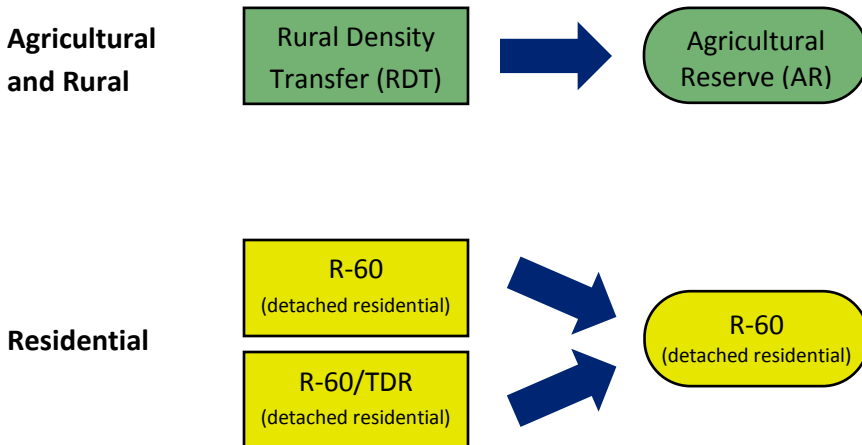 Agricultural
and Rural
Rural Density
Transfer (RDT)
Agricultural
Reserve (AR)
Residential
R-60
(detached residential)
R-60/TDR
(detached residential)
R-60
(detached residential)